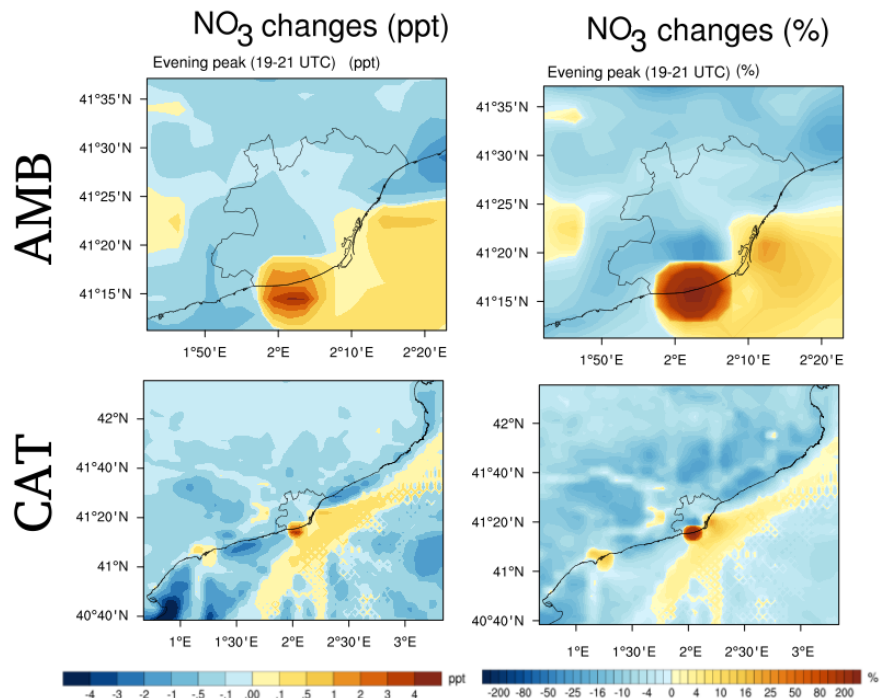 NO3 changes (ppt)
NO3 changes (%)
Evening peak (19-21 UTC) (ppt)
Evening peak (19-21 UTC) (%)
AMB
41°35'N
41°30'N
41°25'N
41°20'N
41°15'N
1°50'E 2°E 2°10'E 2°20'E
41°35'N
41°30'N
41°25'N
41°20'N
41°15'N
1°50'E 2°E 2°10'E 2°20'E
CAT
42°N
41°40'N
41°20'N
41°N
40°40'N
1°E 1°30'E 2°E 2°30'E 3°E
42°N
41°40'N
41°20'N
41°N
40°40'N
1°E 1°30'E 2°E 2°30'E 3°E
-4 -3 -2 -1 -.5 -.1 .00 .1 .5 1 2 3 4 ppt
-200 -80 -50 -25 -16 -10 -4 0 4 10 16 25 50 80 200 %